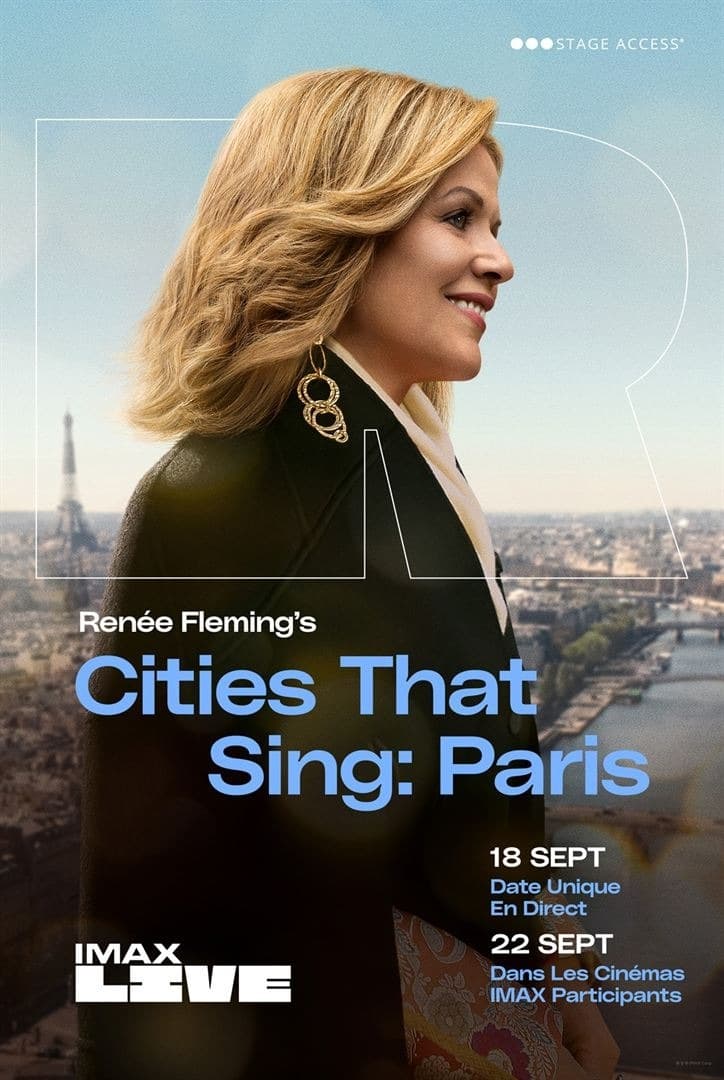 STAGE ACCESS
Renée Fleming's
Cities That
Sing: Paris
18 SEPT
Date Unique
En Direct
22 SEPT
Dans Les Cinémas
IMAX Participants
IMAX
LIVE